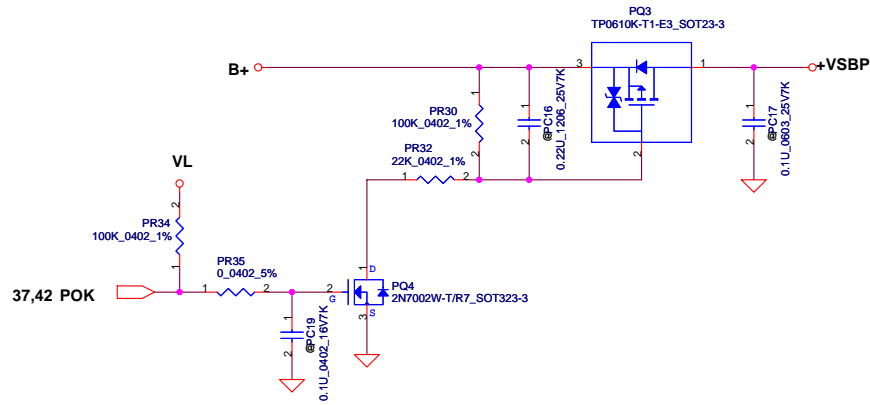 PQ3
TP0610K-T1-E3_SOT23-3
B+
3
1
+VSBP
1
PR30
100K_0402_1%
2
1
2
@PC16
0.22U_1206_25V7K
2
1
2
@PC17
0.1U_0603_25V7K
PR32
22K_0402_1%
1
2
VL
2
PR34
100K_0402_1%
1
PR35
0_0402_5%
37,42 POK
1
2
1
2
@PC19
0.1U_0402_16V7K
2
G
1
D
3
S
PQ4
2N7002W-T/R7_SOT323-3